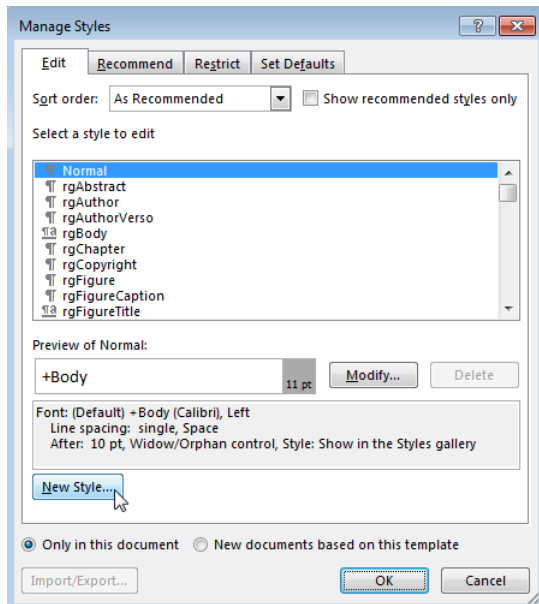 Manage Styles
Edit Recommend Restrict Set Defaults
Sort order: As Recommended Show recommended styles only
Select a style to edit
¶ Normal
¶ rgAbstract
¶ rgAuthor
¶ rgAuthorVerso
¶a rgBody
¶ rgChapter
¶ rgCopyright
¶ rgFigure
¶ rgFigureCaption
¶a rgFigureTitle
Preview of Normal:
+Body 11 pt Modify... Delete
Font: (Default) +Body (Calibri), Left
Line spacing: single, Space
After: 10 pt, Widow/Orphan control, Style: Show in the Styles gallery
New Style...
Only in this document New documents based on this template
Import/Export... OK Cancel